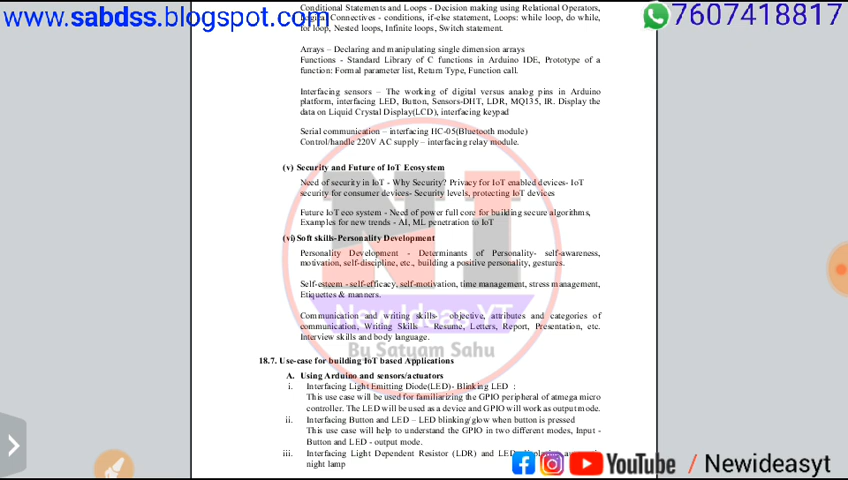 Conditional Statements and Loops - Decision making using Relational Operators,
Logical Connectives - conditions, if-else statement, Loops: while loop, do while,
for loop, Nested loops, Infinite loops, Switch statement.
www.sabdss.blogspot.com
7607418817
Arrays – Declaring and manipulating single dimension arrays
Functions - Standard Library of C functions in Arduino IDE, Prototype of a
function: Formal parameter list, Return Type, Function call.
Interfacing sensors – The working of digital versus analog pins in Arduino
platform, interfacing LED, Button, Sensors-DHT, LDR, MQ135, IR. Display the
data on Liquid Crystal Display(LCD), interfacing keypad
Serial communication – interfacing HC-05(Bluetooth module)
Control/handle 220V AC supply – interfacing relay module.
(v) Security and Future of IoT Ecosystem
Need of security in IoT - Why Security? Privacy for IoT enabled devices- IoT
security for consumer devices- Security levels, protecting IoT devices
Future IoT eco system - Need of power full core for building secure algorithms,
Examples for new trends - AI, ML penetration to IoT
(vi) Soft skills-Personality Development
Personality Development - Determinants of Personality- self-awareness,
motivation, self-discipline, etc., building a positive personality, gestures.
Self-esteem - self-efficacy, self-motivation, time management, stress management,
Etiquettes & manners.
New Ideas YT
Communication and writing skills- objective, attributes and categories of
communication, Writing Skills – Resume, Letters, Report, Presentation, etc.
Interview skills and body language.
By Satyam Sahu
18.7. Use-case for building IoT based Applications
A. Using Arduino and sensors/actuators
i. Interfacing Light Emitting Diode(LED)- Blinking LED :
This use case will be used for familiarizing the GPIO peripheral of atmega micro
controller. The LED will be used as a device and GPIO will work as output mode.
ii. Interfacing Button and LED – LED blinking/glow when button is pressed
This use case will help to understand the GPIO in two different modes, Input -
Button and LED - output mode.
iii. Interfacing Light Dependent Resistor (LDR) and LED
night lamp
YouTube / Newideasyt